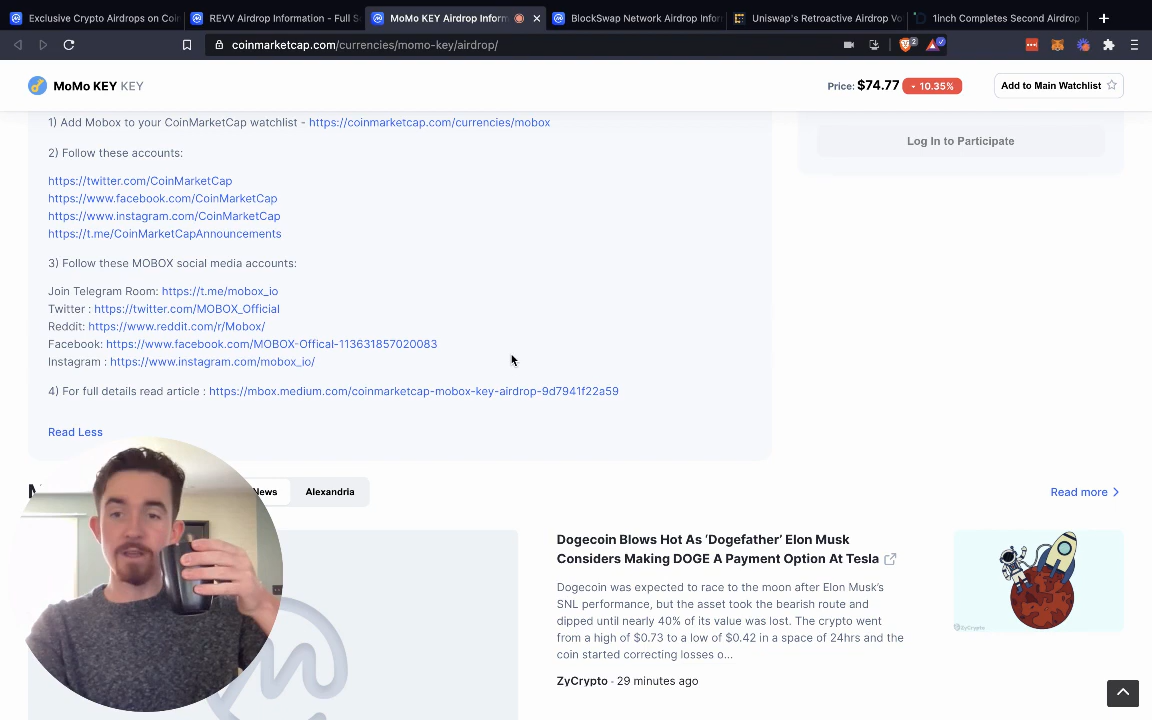 Exclusive Crypto Airdrops on Coin
REVV Airdrop Information - Full S
MoMo KEY Airdrop Inform
BlockSwap Network Airdrop Infor
Uniswap's Retroactive Airdrop Vo
1inch Completes Second Airdrop
coinmarketcap.com/currencies/momo-key/airdrop/
2
MoMo KEY KEY
Price: $74.77
10.35%
Add to Main Watchlist
1) Add Mobox to your CoinMarketCap watchlist - https://coinmarketcap.com/currencies/mobox
Log In to Participate
2) Follow these accounts:
https://twitter.com/CoinMarketCap
https://www.facebook.com/CoinMarketCap
https://www.instagram.com/CoinMarketCap
https://t.me/CoinMarketCapAnnouncements
3) Follow these MOBOX social media accounts:
Join Telegram Room: https://t.me/mobox_io
Twitter : https://twitter.com/MOBOX_Official
Reddit: https://www.reddit.com/r/Mobox/
Facebook: https://www.facebook.com/MOBOX-Offical-113631857020083
Instagram : https://www.instagram.com/mobox_io/
4) For full details read article : https://mbox.medium.com/coinmarketcap-mobox-key-airdrop-9d7941f22a59
Read Less
News
Alexandria
Read more
Dogecoin Blows Hot As ‘Dogefather’ Elon Musk
Considers Making DOGE A Payment Option At Tesla
Dogecoin was expected to race to the moon after Elon Musk’s
SNL performance, but the asset took the bearish route and
dipped until nearly 40% of its value was lost. The crypto went
from a high of $0.73 to a low of $0.42 in a space of 24hrs and the
coin started correcting losses o...
ZyCrypto
ZyCrypto · 29 minutes ago